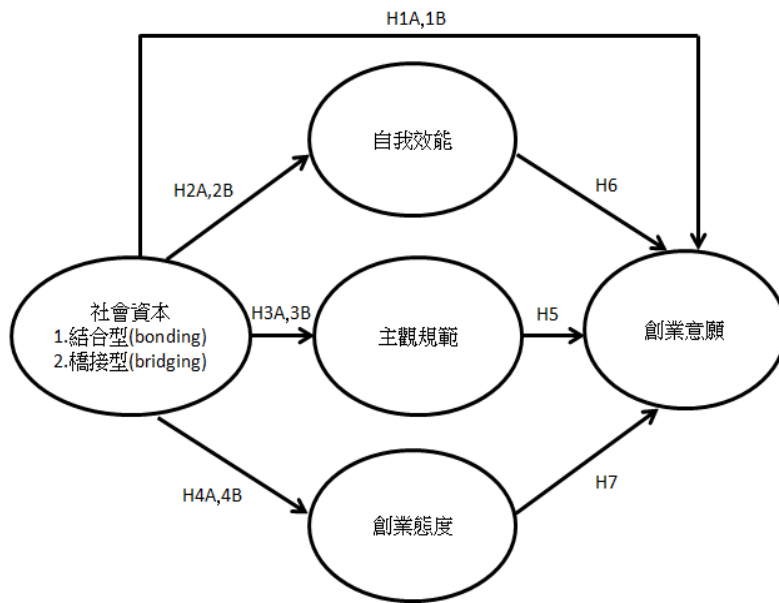 H1A,1B
自我效能
H2A,2B
H6
社會資本
1.結合型(bonding)
2.橋接型(bridging)
H3A,3B
主觀規範
H5
創業意願
H4A,4B
H7
創業態度